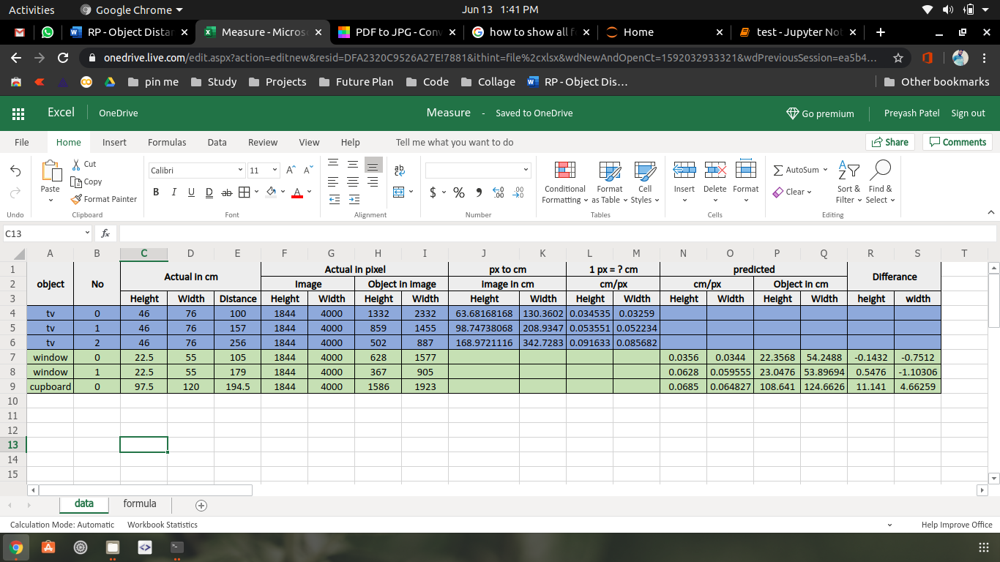 Activities Google Chrome Jun 13 1:41 PM
RP - Object Distan Measure - Micros PDF to JPG - Conv how to show all f Home test - Jupyter Not
onedrive.live.com/edit.aspx?action=editnew&resid=DFA2320C9526A27E!7881&ithint=file%2cxlsx&wdNewAndOpenCt=1592032933321&wdPreviousSession=ea5b4...
pin me Study Projects Future Plan Code Collage RP - Object Dis... Other bookmarks
Excel OneDrive Measure - Saved to OneDrive Go premium Preyash Patel Sign out
File Home Insert Formulas Data Review View Help Tell me what you want to do Share Comments
Cut
Copy
Format Painter
Paste
Calibri 11
B I U D ab A
ab
$ % 9 .00 .00
Conditional Formatting Format as Table Cell Styles
Insert Delete Format
AutoSum
Clear
Sort & Filter Find & Select
Undo Clipboard Font Alignment Number Tables Cells Editing
C13 fx
A B C D E F G H I J K L M N O P Q R S T
1 object No Actual in cm Actual in pixel px to cm 1 px = ? cm predicted Differance
2 Image Object in image Image in cm cm/px cm/px Object in cm
3 Height Width Distance Height Width Height Width Height Width Height Width Height Width Height Width height width
4 tv 0 46 76 100 1844 4000 1332 2332 63.68168168 130.3602 0.034535 0.03259
5 tv 1 46 76 157 1844 4000 859 1455 98.74738068 208.9347 0.053551 0.052234
6 tv 2 46 76 256 1844 4000 502 887 168.9721116 342.7283 0.091633 0.085682
7 window 0 22.5 55 105 1844 4000 628 1577 0.0356 0.0344 22.3568 54.2488 -0.1432 -0.7512
8 window 1 22.5 55 179 1844 4000 367 905 0.0628 0.059555 23.0476 53.89694 0.5476 -1.10306
9 cupboard 0 97.5 120 194.5 1844 4000 1586 1923 0.0685 0.064827 108.641 124.6626 11.141 4.66259
10
11
12
13
14
15
data formula
Calculation Mode: Automatic Workbook Statistics Help Improve Office